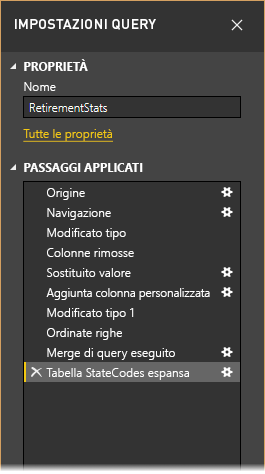 IMPOSTAZIONI QUERY
PROPRIETÀ
Nome
RetirementStats
Tutte le proprietà
PASSAGGI APPLICATI
Origine
Navigazione
Modificato tipo
Colonne rimosse
Sostituito valore
Aggiunta colonna personalizzata
Modificato tipo 1
Ordinate righe
Merge di query eseguito
Tabella StateCodes espansa